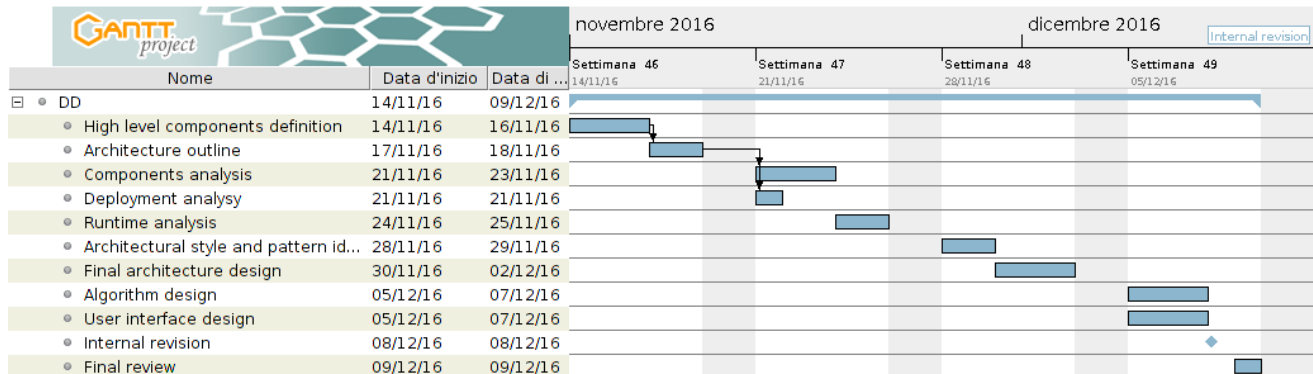 GANTT
project
novembre 2016
dicembre 2016
Internal revision
Settimana 46
Settimana 47
Settimana 48
Settimana 49
14/11/16
21/11/16
28/11/16
05/12/16
Nome Data d'inizio Data di ...
DD 14/11/16 09/12/16
High level components definition 14/11/16 16/11/16
Architecture outline 17/11/16 18/11/16
Components analysis 21/11/16 23/11/16
Deployment analysy 21/11/16 21/11/16
Runtime analysis 24/11/16 25/11/16
Architectural style and pattern id... 28/11/16 29/11/16
Final architecture design 30/11/16 02/12/16
Algorithm design 05/12/16 07/12/16
User interface design 05/12/16 07/12/16
Internal revision 08/12/16 08/12/16
Final review 09/12/16 09/12/16